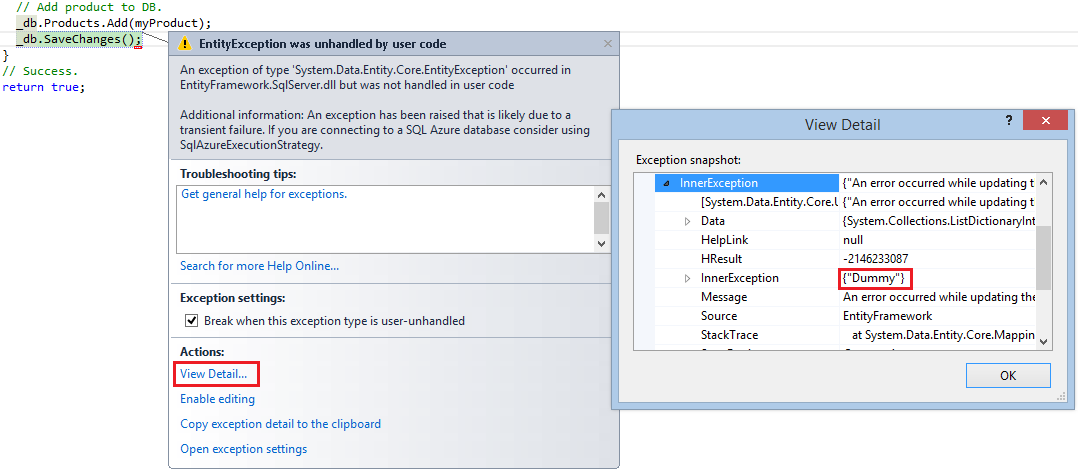 // Add product to DB.
_db.Products.Add(myProduct);
_db.SaveChanges();
}
// Success.
return true;
EntityException was unhandled by user code
An exception of type 'System.Data.Entity.Core.EntityException' occurred in
EntityFramework.SqlServer.dll but was not handled in user code
Additional information: An exception has been raised that is likely due to a
transient failure. If you are connecting to a SQL Azure database consider using
SqlAzureExecutionStrategy.
Troubleshooting tips:
Get general help for exceptions.
Search for more Help Online...
Exception settings:
Break when this exception type is user-unhandled
Actions:
View Detail...
Enable editing
Copy exception detail to the clipboard
Open exception settings
View Detail
?
Exception snapshot:
InnerException {"An error occurred while updating t
[System.Data.Entity.Core.U {"An error occurred while updating t
Data {System.Collections.ListDictionaryInt
HelpLink null
HResult -2146233087
InnerException {"Dummy"}
Message An error occurred while updating the
Source EntityFramework
StackTrace at System.Data.Entity.Core.Mappin
OK